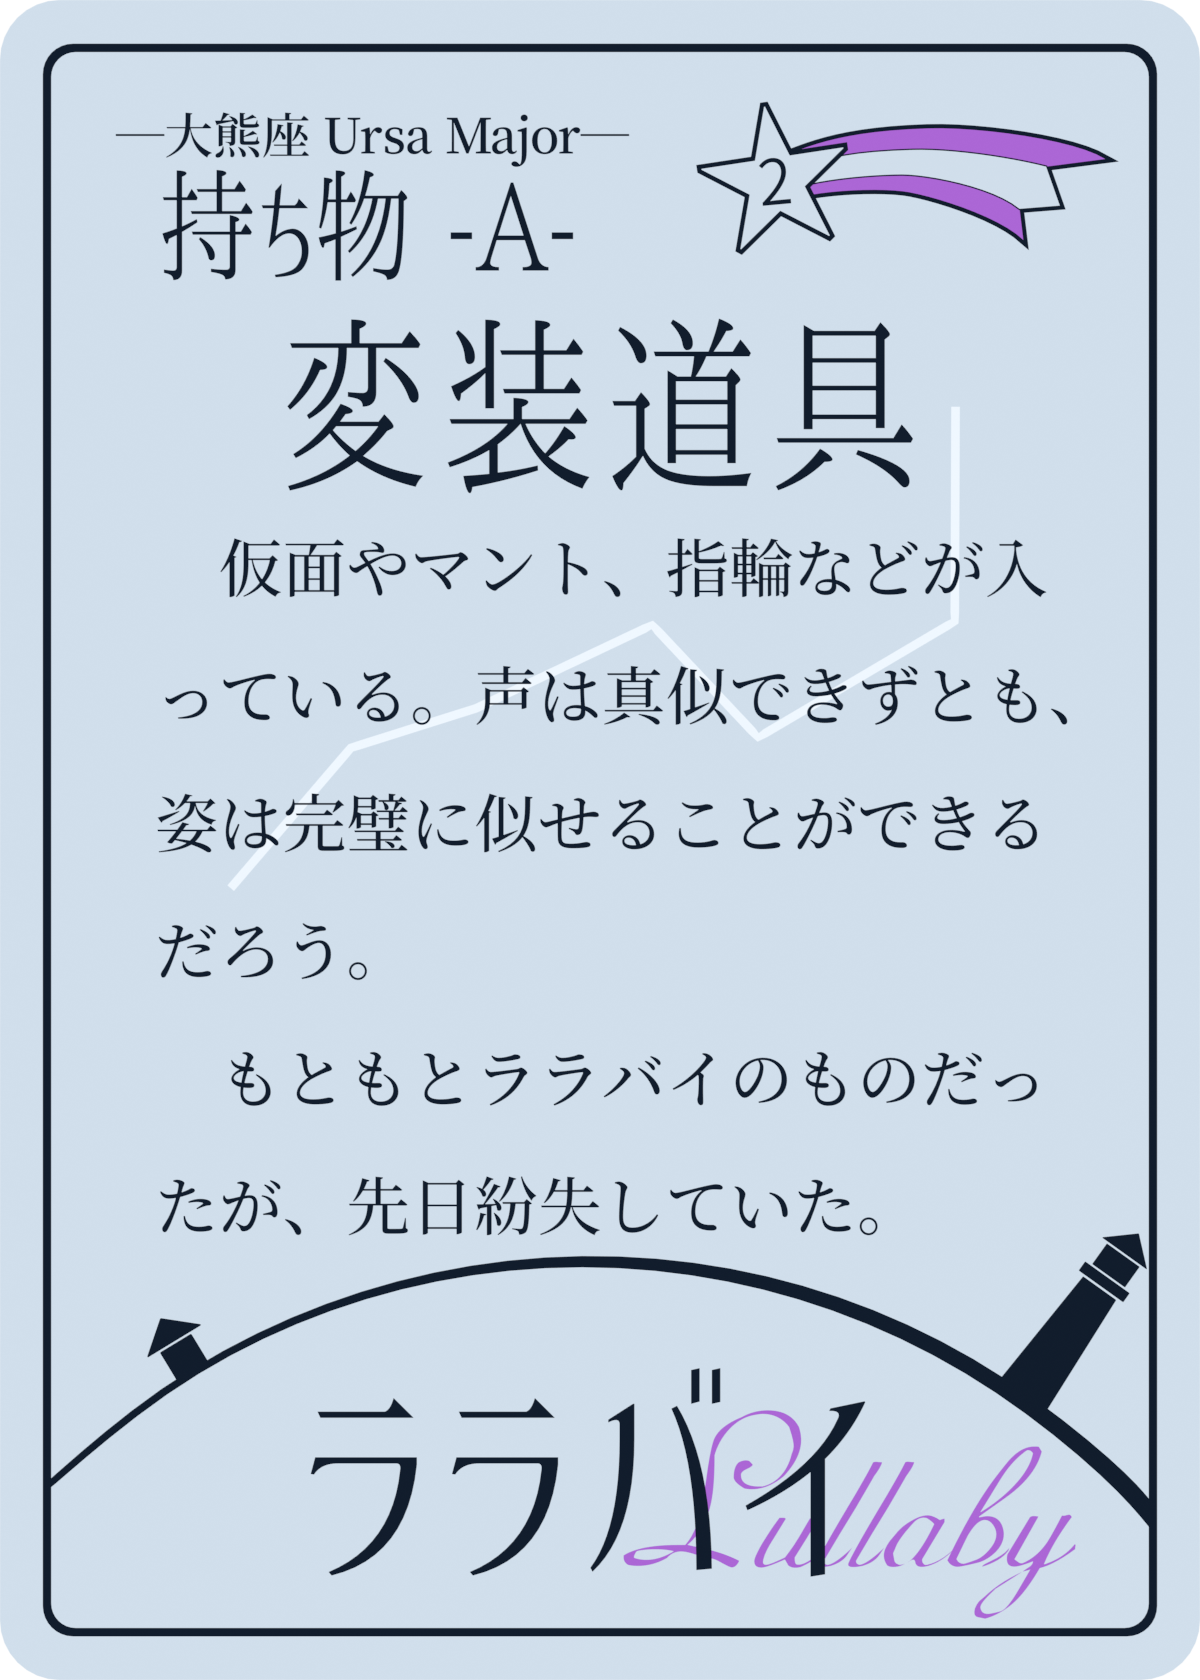 ―大熊座 Ursa Major―
持ち物 -A-
2
変装道具
仮面やマント、指輪などが入
っている。声は真似できずとも、
姿は完璧に似せることができる
だろう。
もともとララバイのものだっ
たが、先日紛失していた。
ララバイ
Lullaby